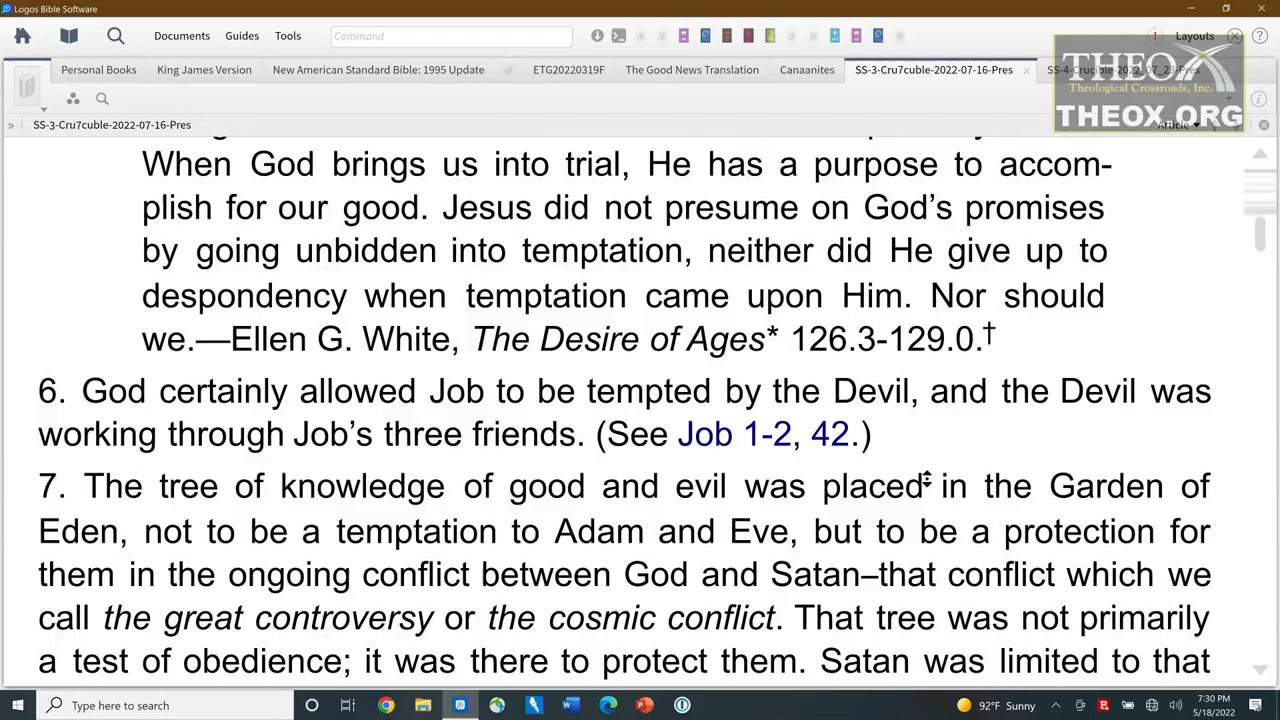 Logos Bible Software
Documents Guides Tools Command Layouts
THEOX
Theological Crossroads, Inc.
THEOX.ORG
Personal Books King James Version New American Standard Update ETG20220319F The Good News Translation Cananites SS-3-Cru7cuble-2022-07-16-Pres SS-4-Crucible-2022_07_23-Pres
» SS-3-Cru7cuble-2022-07-16-Pres Article
When God brings us into trial, He has a purpose to accom-
plish for our good. Jesus did not presume on God’s promises
by going unbidden into temptation, neither did He give up to
despondency when temptation came upon Him. Nor should
we.—Ellen G. White, The Desire of Ages* 126.3-129.0.†
6. God certainly allowed Job to be tempted by the Devil, and the Devil was
working through Job’s three friends. (See Job 1-2, 42.)
7. The tree of knowledge of good and evil was placed in the Garden of
Eden, not to be a temptation to Adam and Eve, but to be a protection for
them in the ongoing conflict between God and Satan–that conflict which we
call the great controversy or the cosmic conflict. That tree was not primarily
a test of obedience; it was there to protect them. Satan was limited to that
Type here to search 92°F Sunny 7:30 PM
5/18/2022